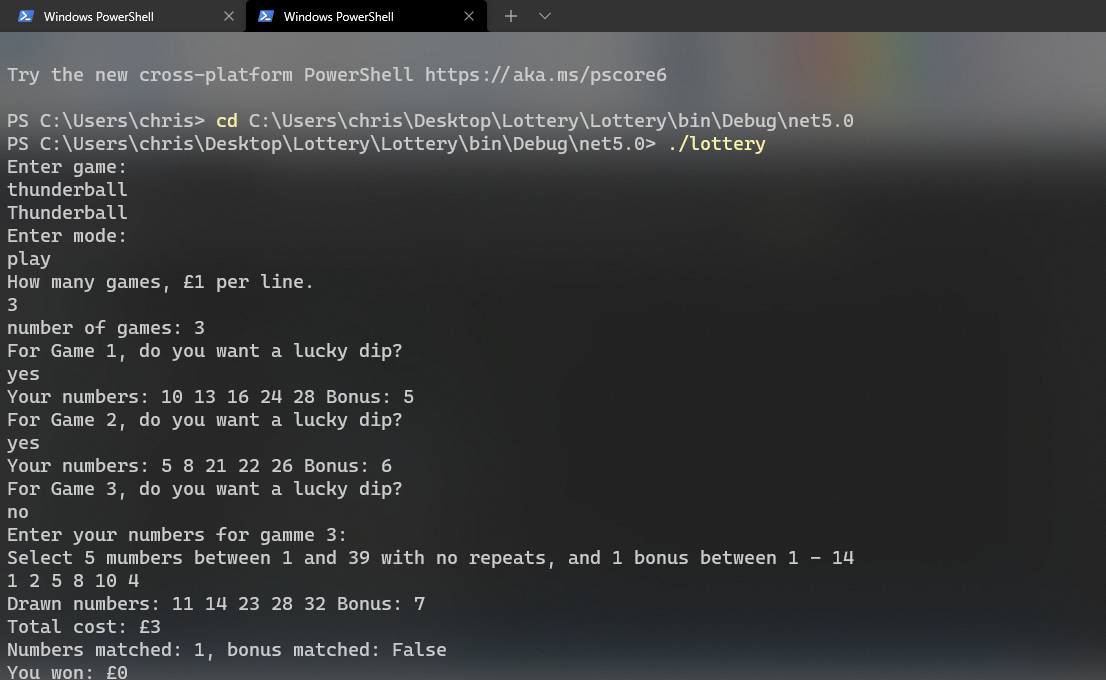 Windows PowerShell
Windows PowerShell
Try the new cross-platform PowerShell https://aka.ms/pscore6
PS C:\Users\chris> cd C:\Users\chris\Desktop\Lottery\Lottery\bin\Debug\net5.0
PS C:\Users\chris\Desktop\Lottery\Lottery\bin\Debug\net5.0> ./lottery
Enter game:
thunderball
Thunderball
Enter mode:
play
How many games, £1 per line.
3
number of games: 3
For Game 1, do you want a lucky dip?
yes
Your numbers: 10 13 16 24 28 Bonus: 5
For Game 2, do you want a lucky dip?
yes
Your numbers: 5 8 21 22 26 Bonus: 6
For Game 3, do you want a lucky dip?
no
Enter your numbers for gamme 3:
Select 5 mumbers between 1 and 39 with no repeats, and 1 bonus between 1 - 14
1 2 5 8 10 4
Drawn numbers: 11 14 23 28 32 Bonus: 7
Total cost: £3
Numbers matched: 1, bonus matched: False
You won: £0